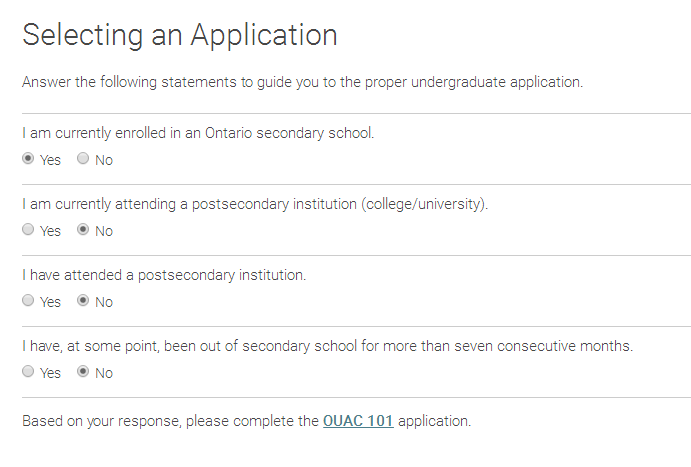 Selecting an Application
Answer the following statements to guide you to the proper undergraduate application.
I am currently enrolled in an Ontario secondary school.
Yes No
I am currently attending a postsecondary institution (college/university).
Yes No
I have attended a postsecondary institution.
Yes No
I have, at some point, been out of secondary school for more than seven consecutive months.
Yes No
Based on your response, please complete the OUAC 101 application.